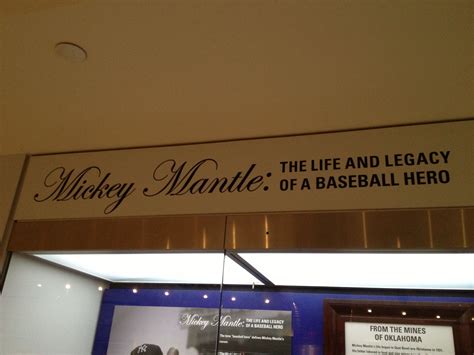 Mickey Mantle: THE LIFE AND LEGACY
OF A BASEBALL HERO
Mickey Mantle: THE LIFE AND LEGACY
OF A BASEBALL HERO
FROM THE MINES
OF OKLAHOMA